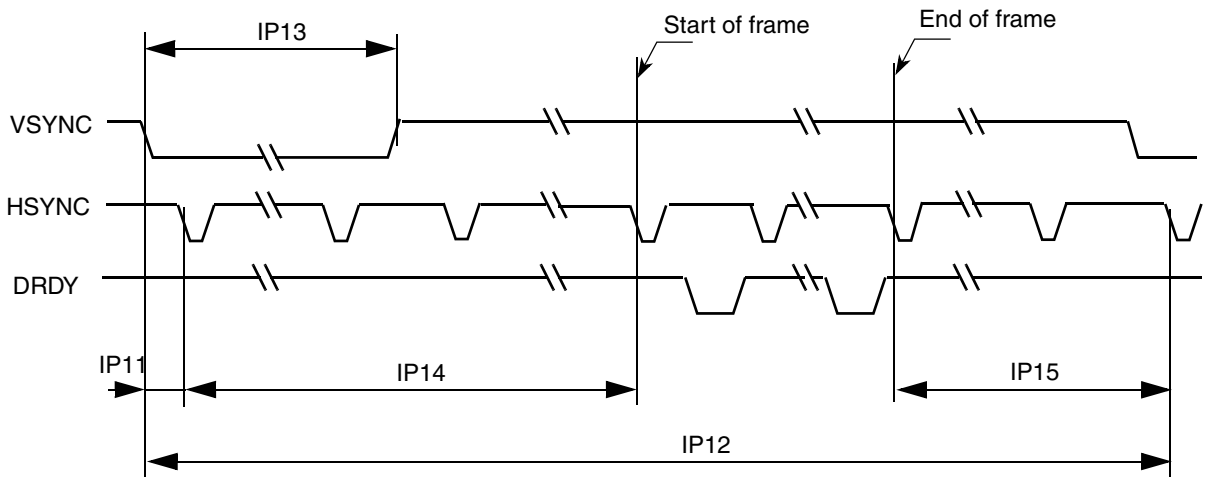 IP13
Start of frame
End of frame
VSYNC
HSYNC
DRDY
IP11
IP14
IP15
IP12